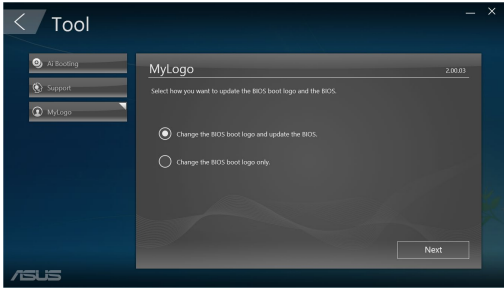 Tool
Ai Booting
Support
MyLogo
MyLogo
2.00.03
Select how you want to update the BIOS boot logo and the BIOS.
Change the BIOS boot logo and update the BIOS.
Change the BIOS boot logo only.
Next
ASUS